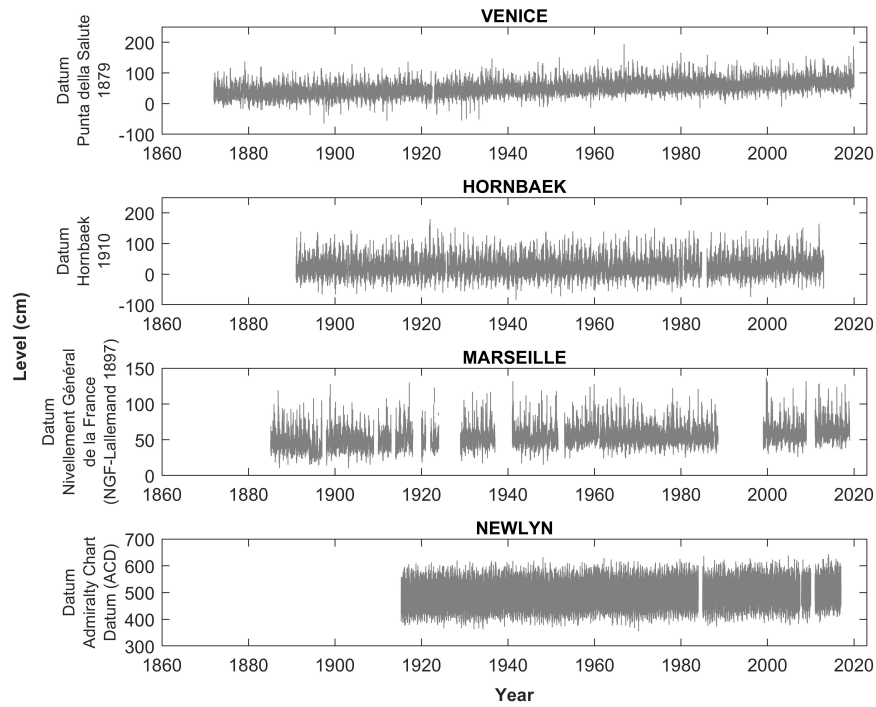 VENICE
Datum
Punta della Salute
1879
200
100
0
-100
1860 1880 1900 1920 1940 1960 1980 2000 2020
HORNBAEK
Datum
Hornbaek
1910
200
100
0
-100
1860 1880 1900 1920 1940 1960 1980 2000 2020
Level (cm)
MARSEILLE
Datum
Nivellement Général
de la France
(NGF-Lallemand 1897)
150
100
50
0
1860 1880 1900 1920 1940 1960 1980 2000 2020
NEWLYN
Datum
Admiralty Chart
Datum (ACD)
700
600
500
400
300
1860 1880 1900 1920 1940 1960 1980 2000 2020
Year